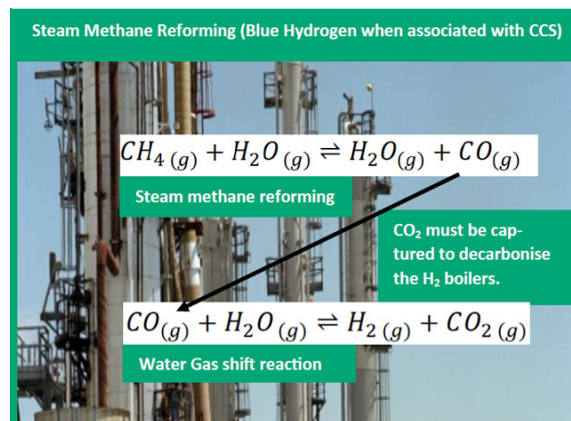 Steam Methane Reforming (Blue Hydrogen when associated with CCS)
CH₄ (g) + H₂O (g) ⇌ H₂O(g) + CO(g)
Steam methane reforming
CO₂ must be cap-
tured to decarbonise
the H₂ boilers.
CO(g) + H₂O (g) ⇌ H₂ (g) + CO₂ (g)
Water Gas shift reaction